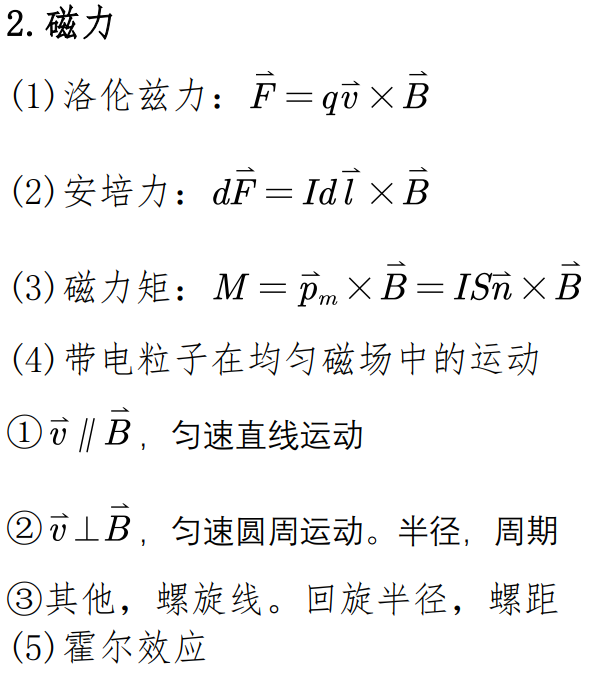 2.磁力
(1)洛伦兹力：$\vec{F}=q\vec{v}\times\vec{B}$
(2)安培力：$d\vec{F}=Id\vec{l}\times\vec{B}$
(3)磁力矩：$M=\vec{p}_m\times\vec{B}=IS\vec{n}\times\vec{B}$
(4)带电粒子在均匀磁场中的运动
①$\vec{v}\parallel\vec{B}$，匀速直线运动
②$\vec{v}\perp\vec{B}$，匀速圆周运动。半径，周期
③其他，螺旋线。回旋半径，螺距
(5)霍尔效应